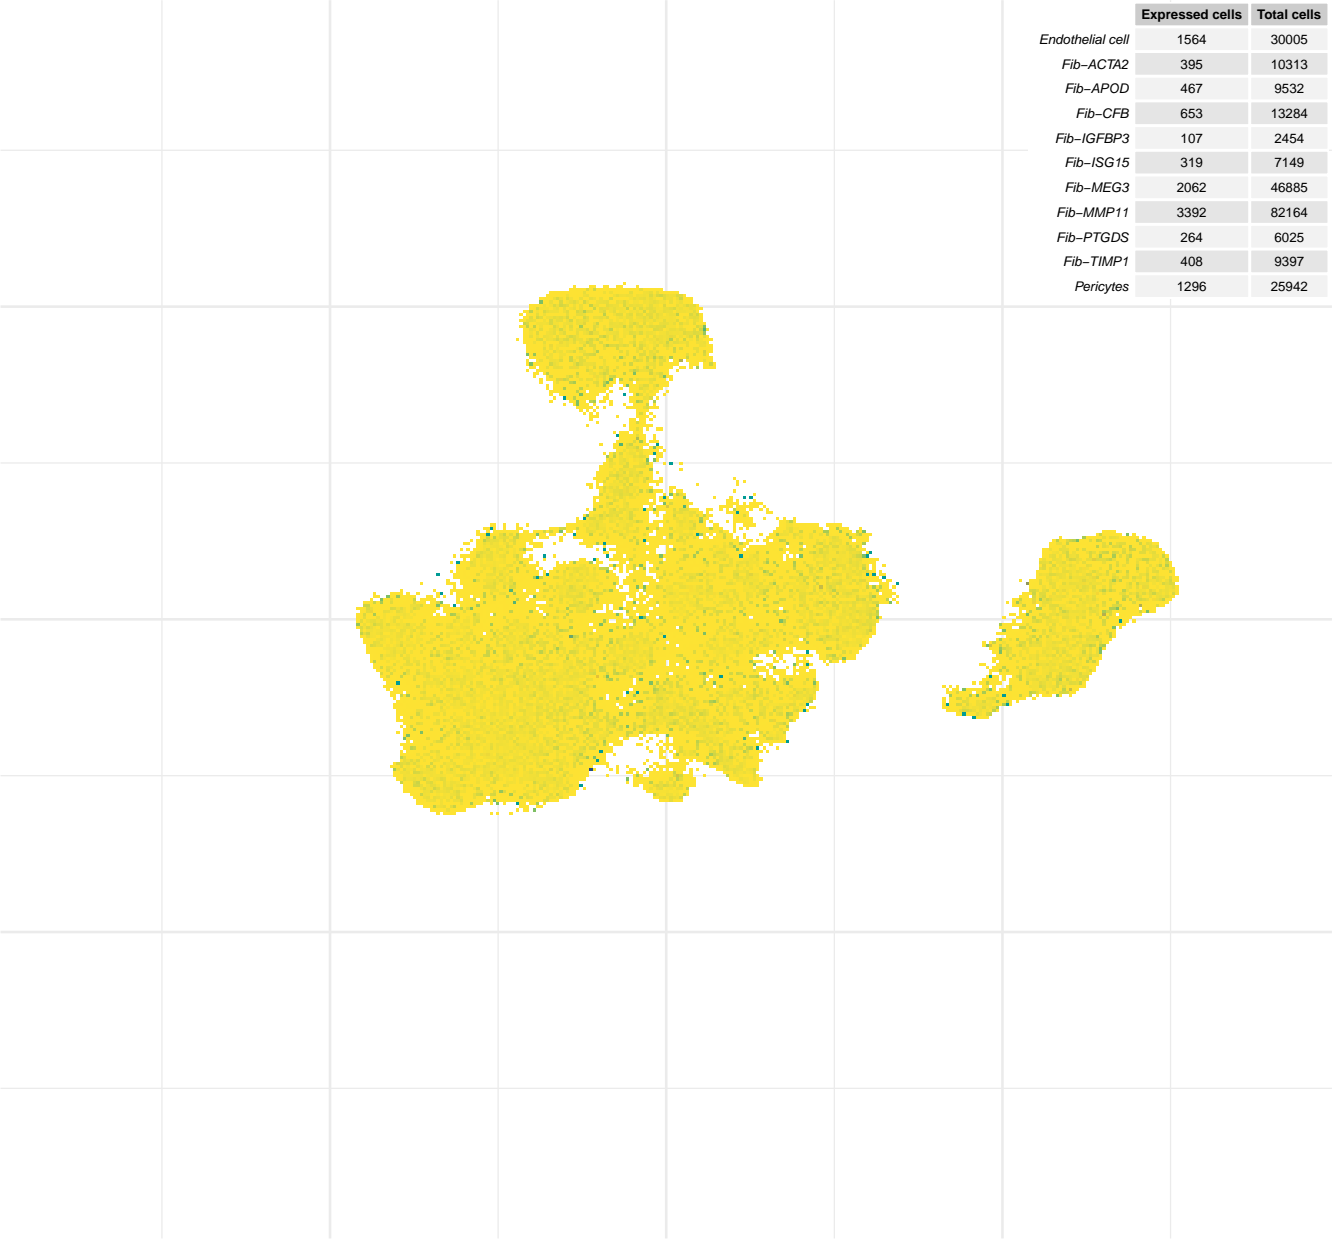 Expressed cells Total cells
Endothelial cell 1564 30005
Fib−ACTA2 395 10313
Fib−APOD 467 9532
Fib−CFB 653 13284
Fib−IGFBP3 107 2454
Fib−ISG15 319 7149
Fib−MEG3 2062 46885
Fib−MMP11 3392 82164
Fib−PTGDS 264 6025
Fib−TIMP1 408 9397
Pericytes 1296 25942